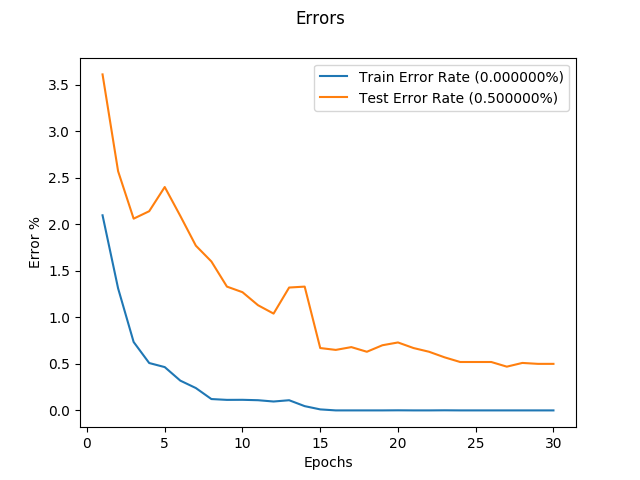 Errors
Train Error Rate (0.000000%)
Test Error Rate (0.500000%)
3.5
3.0
2.5
2.0
1.5
1.0
0.5
0.0
Error %
0 5 10 15 20 25 30
Epochs